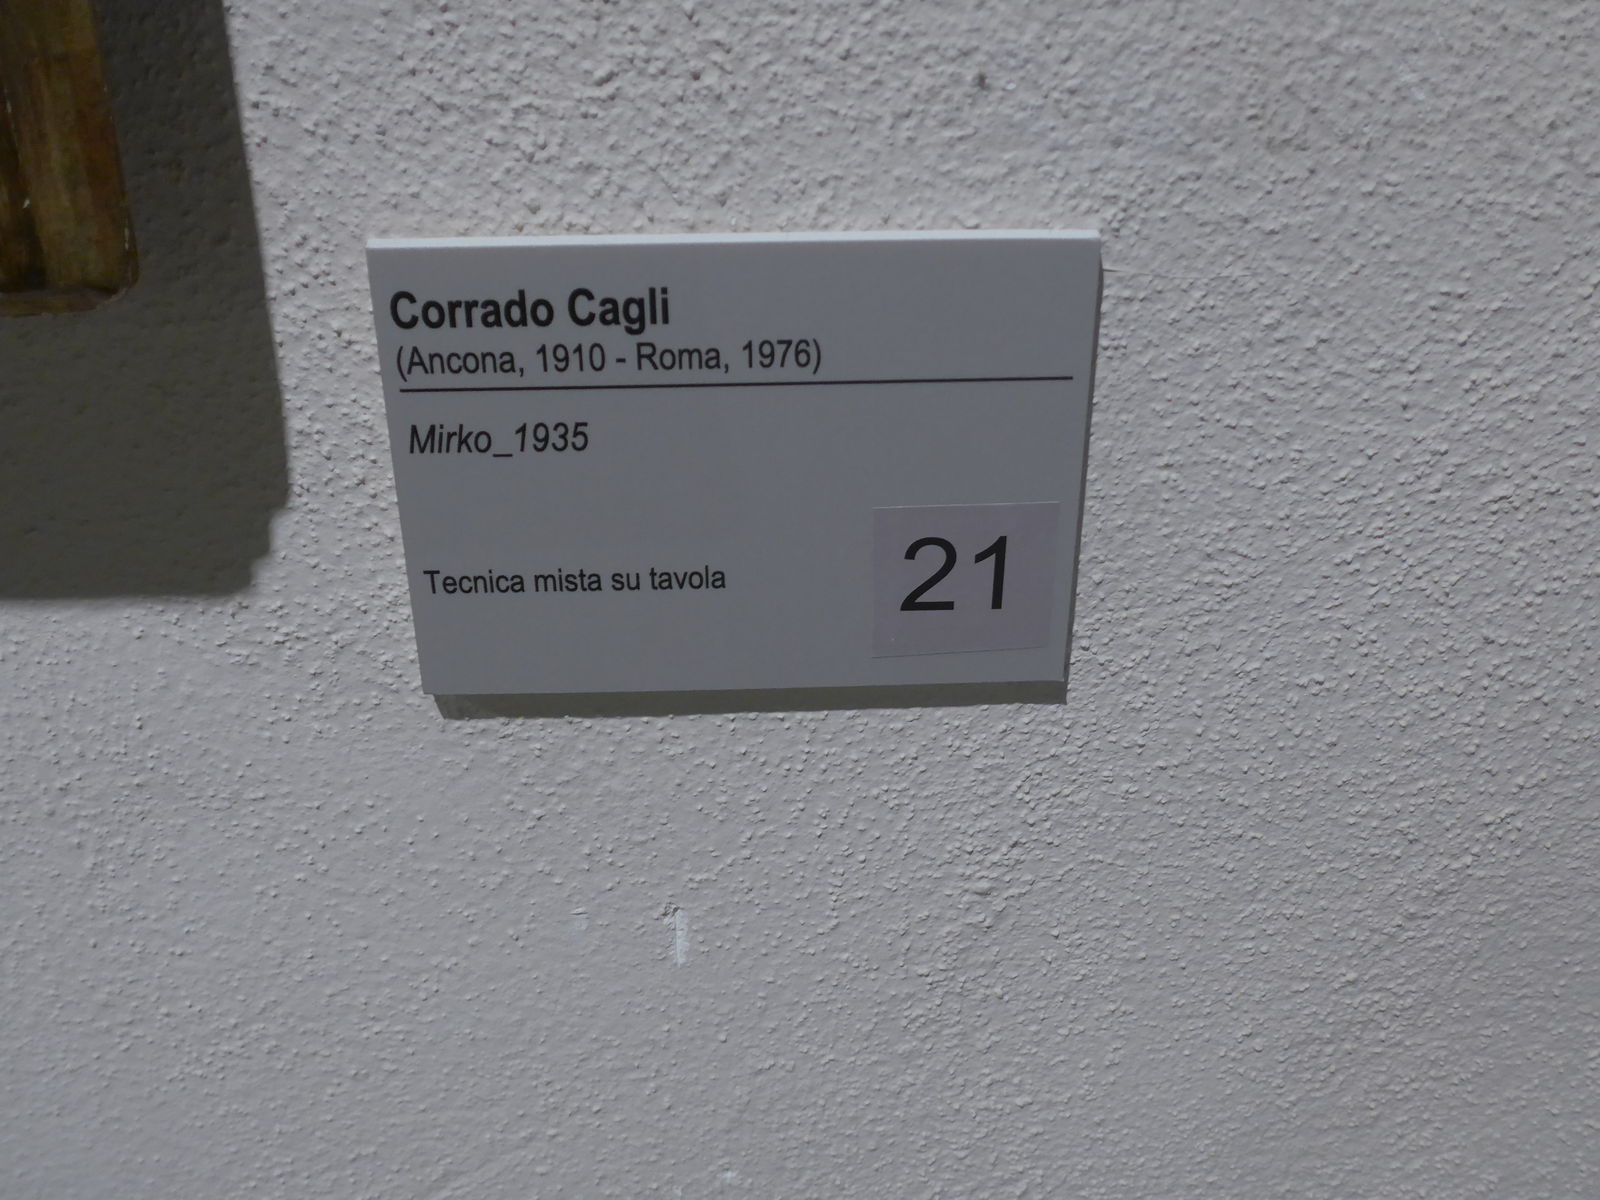 Corrado Cagli
(Ancona, 1910 - Roma, 1976)
Mirko_1935
Tecnica mista su tavola
21